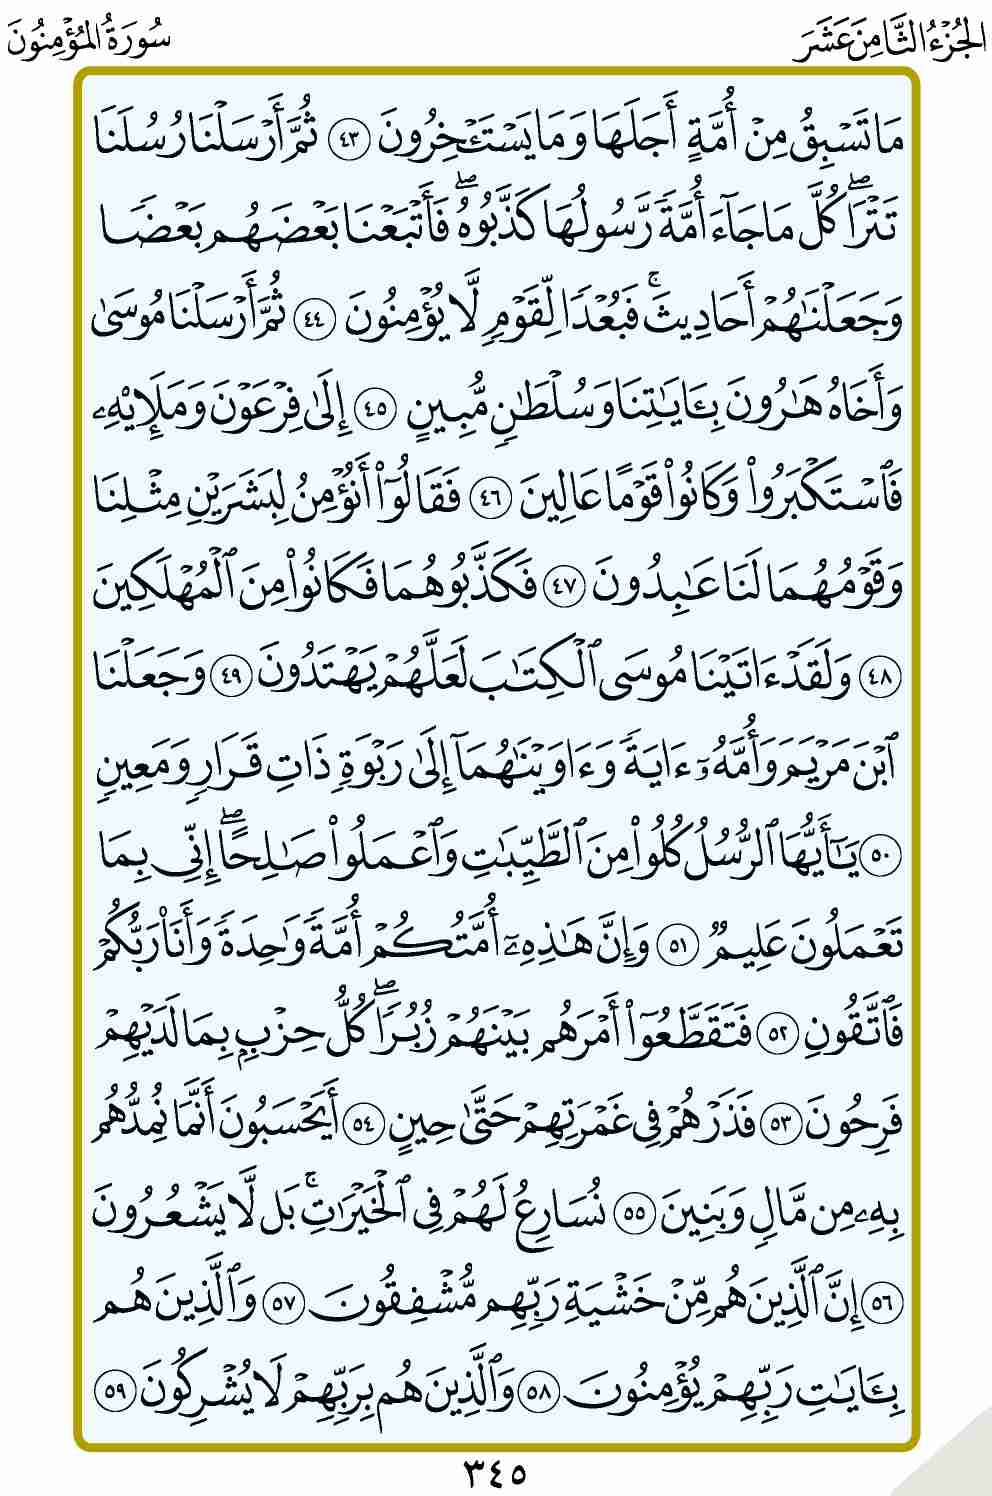 الجُزْءُ الثَّامِنَ عَشَرَ
سُورَةُ المُؤْمِنُونَ
مَا تَسْبِقُ مِنْ أُمَّةٍ أَجَلَهَا وَمَا يَسْتَـْٔخِرُونَ ٤٣ ثُمَّ أَرْسَلْنَا رُسُلَنَا
تَتْرَاۖ كُلَّ مَا جَآءَ أُمَّةً رَّسُولُهَا كَذَّبُوهُۖ فَأَتْبَعْنَا بَعْضَهُم بَعْضًا
وَجَعَلْنَٰهُمْ أَحَادِيثَۚ فَبُعْدًا لِّقَوْمٍ لَّا يُؤْمِنُونَ ٤٤ ثُمَّ أَرْسَلْنَا مُوسَىٰ
وَأَخَاهُ هَٰرُونَ بِـَٔايَٰتِنَا وَسُلْطَٰنٍ مُّبِينٍ ٤٥ إِلَىٰ فِرْعَوْنَ وَمَلَإِيْهِۦ
فَٱسْتَكْبَرُوا۟ وَكَانُوا۟ قَوْمًا عَالِينَ ٤٦ فَقَالُوٓا۟ أَنُؤْمِنُ لِبَشَرَيْنِ مِثْلِنَا
وَقَوْمُهُمَا لَنَا عَٰبِدُونَ ٤٧ فَكَذَّبُوهُمَا فَكَانُوا۟ مِنَ ٱلْمُهْلَكِينَ
٤٨ وَلَقَدْ ءَاتَيْنَا مُوسَى ٱلْكِتَٰبَ لَعَلَّهُمْ يَهْتَدُونَ ٤٩ وَجَعَلْنَا
ٱبْنَ مَرْيَمَ وَأُمَّهُۥٓ ءَايَةً وَءَاوَيْنَٰهُمَآ إِلَىٰ رَبْوَةٍ ذَاتِ قَرَارٍ وَمَعِينٍ
٥٠ يَٰٓأَيُّهَا ٱلرُّسُلُ كُلُوا۟ مِنَ ٱلطَّيِّبَٰتِ وَٱعْمَلُوا۟ صَٰلِحًاۖ إِنِّي بِمَا
تَعْمَلُونَ عَلِيمٌ ٥١ وَإِنَّ هَٰذِهِۦٓ أُمَّتُكُمْ أُمَّةً وَٰحِدَةً وَأَنَا۠ رَبُّكُمْ
فَٱتَّقُونِ ٥٢ فَتَقَطَّعُوٓا۟ أَمْرَهُم بَيْنَهُمْ زُبُرًاۖ كُلُّ حِزْبٍۭ بِمَا لَدَيْهِمْ
فَرِحُونَ ٥٣ فَذَرْهُمْ فِي غَمْرَتِهِمْ حَتَّىٰ حِينٍ ٥٤ أَيَحْسَبُونَ أَنَّمَا نُمِدُّهُم
بِهِۦ مِن مَّالٍ وَبَنِينَ ٥٥ نُسَارِعُ لَهُمْ فِي ٱلْخَيْرَٰتِۚ بَل لَّا يَشْعُرُونَ
٥٦ إِنَّ ٱلَّذِينَ هُم مِّنْ خَشْيَةِ رَبِّهِم مُّشْفِقُونَ ٥٧ وَٱلَّذِينَ هُم
بِـَٔايَٰتِ رَبِّهِمْ يُؤْمِنُونَ ٥٨ وَٱلَّذِينَ هُم بِرَبِّهِمْ لَا يُشْرِكُونَ ٥٩
٣٤٥